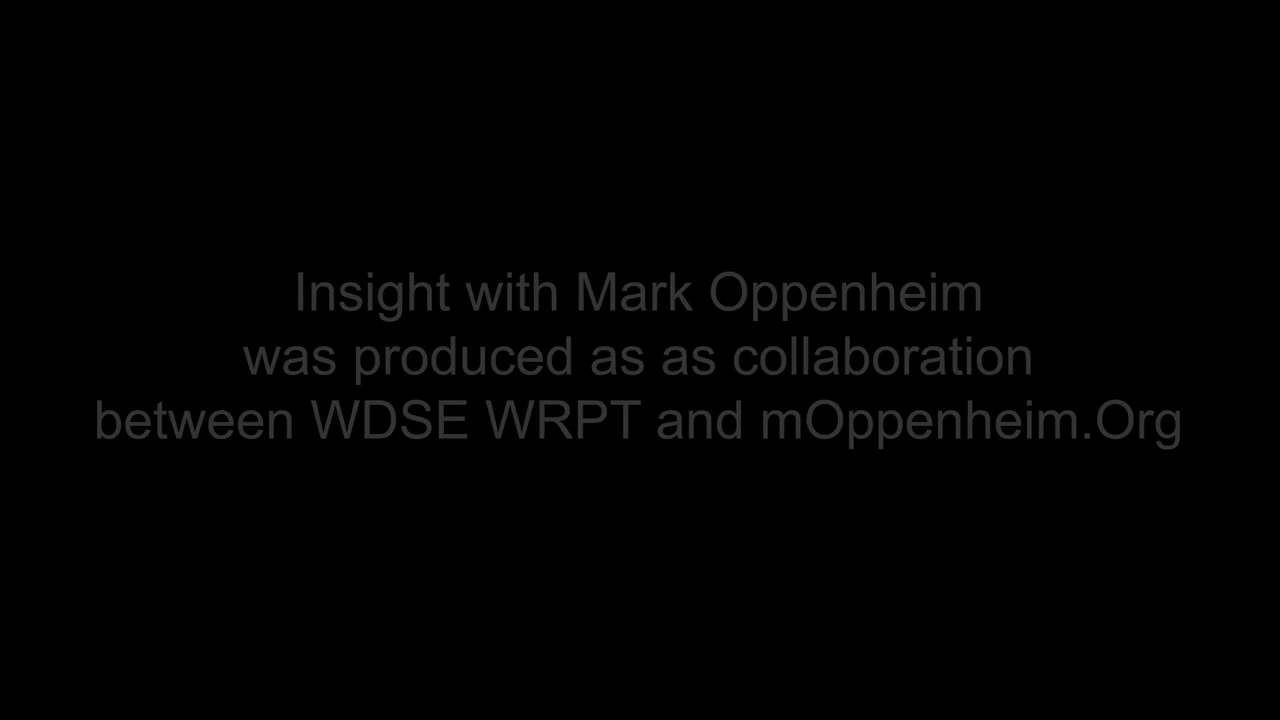 Insight with Mark Oppenheim
was produced as as collaboration
between WDSE WRPT and mOppenheim.Org